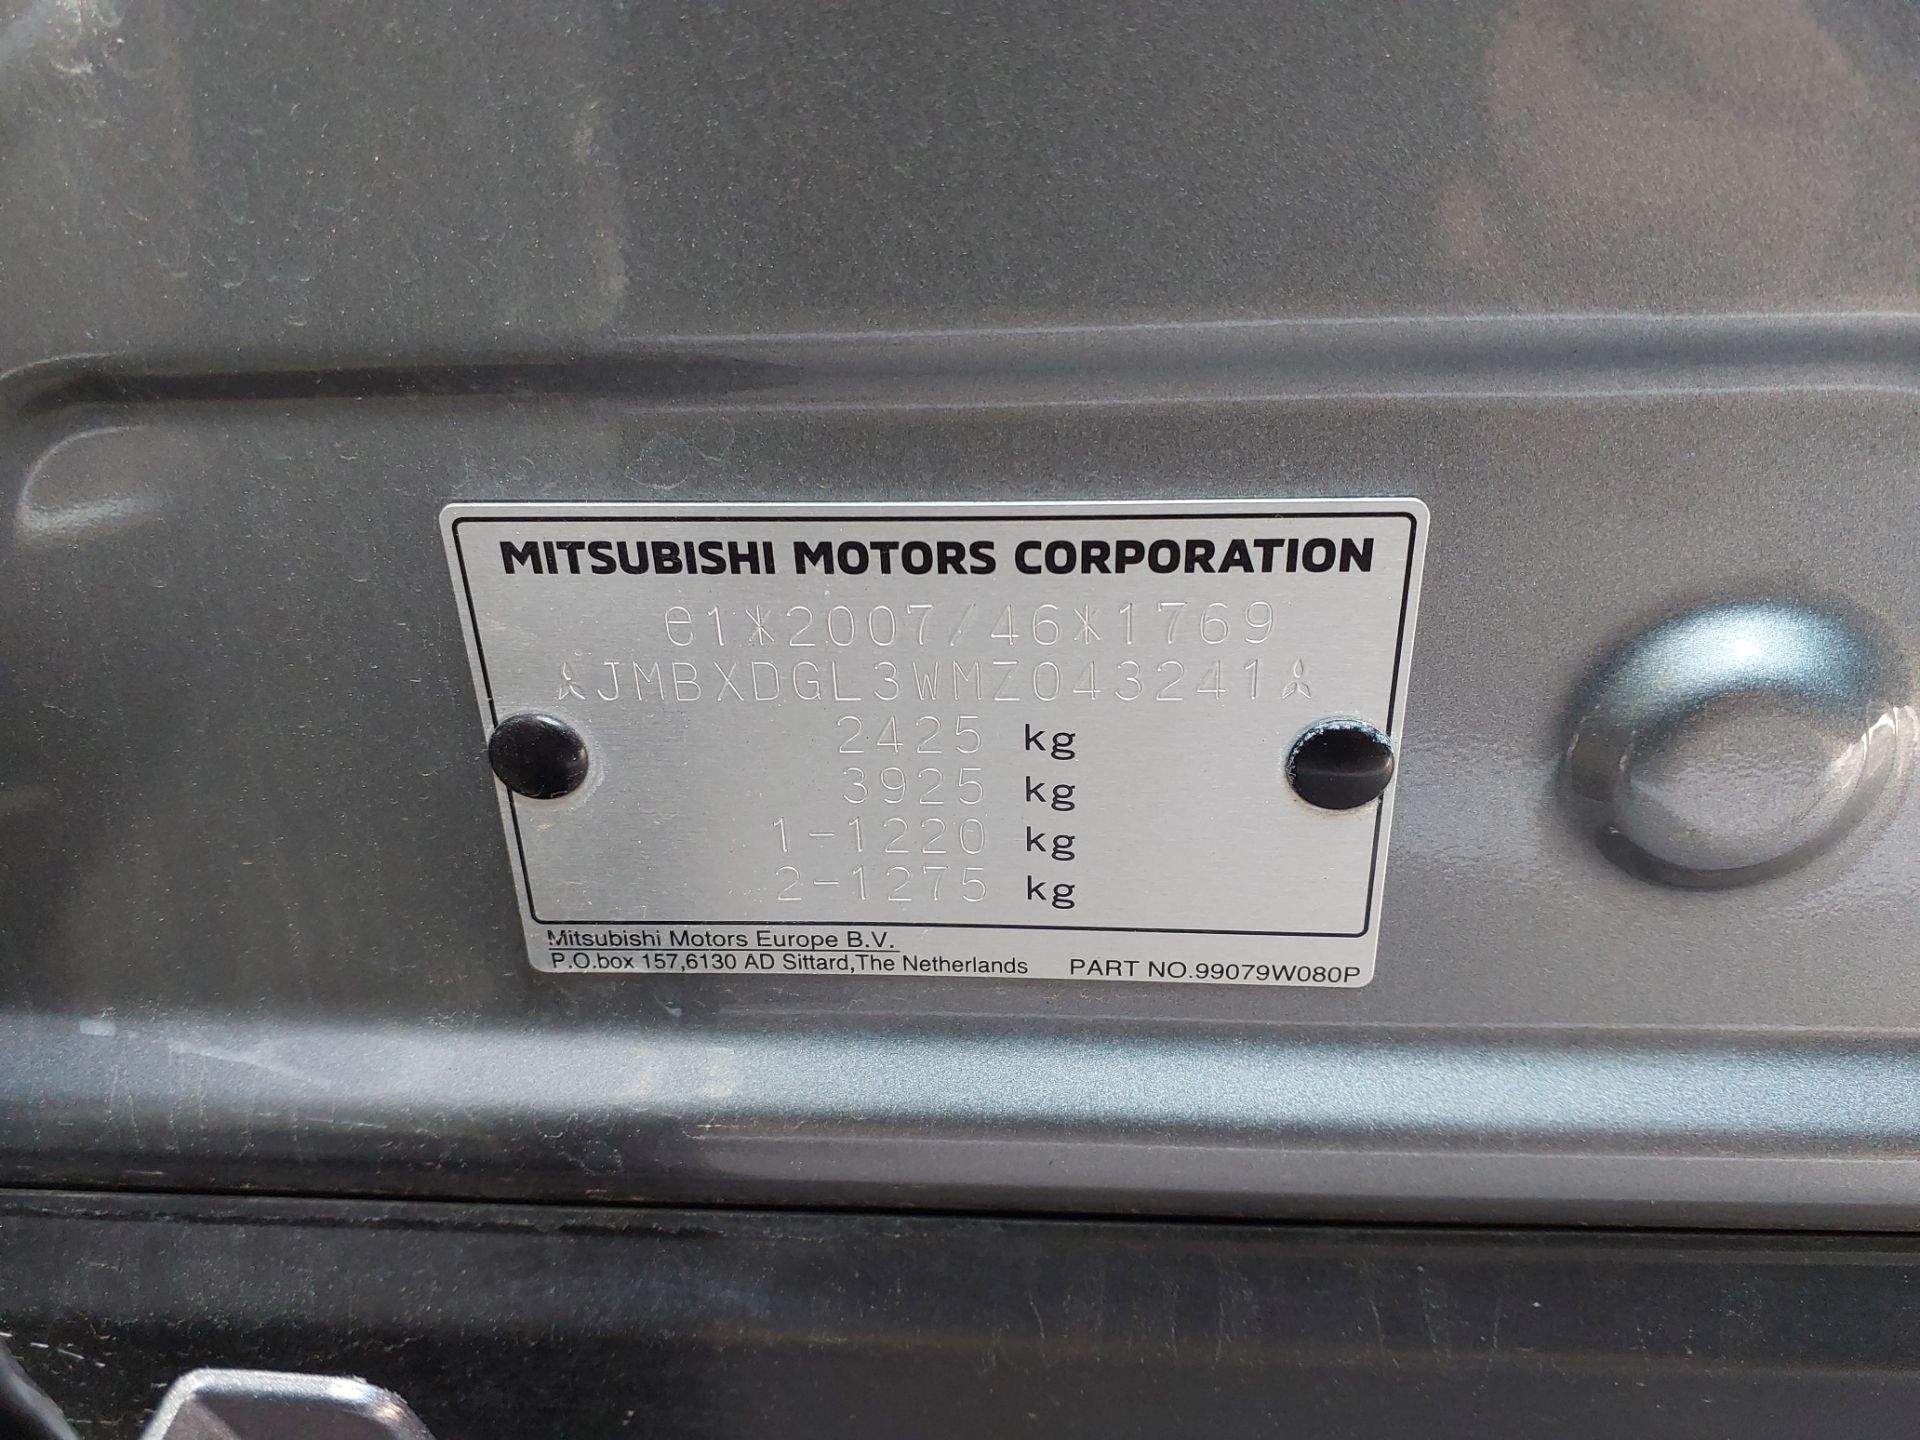 MITSUBISHI MOTORS CORPORATION
e1*2007/46*1769
JMBXDGL3WMZ043241
2425 kg
3925 kg
1-1220 kg
2-1275 kg
Mitsubishi Motors Europe B.V.
P.O.box 157,6130 AD Sittard,The Netherlands PART NO.99079W080P